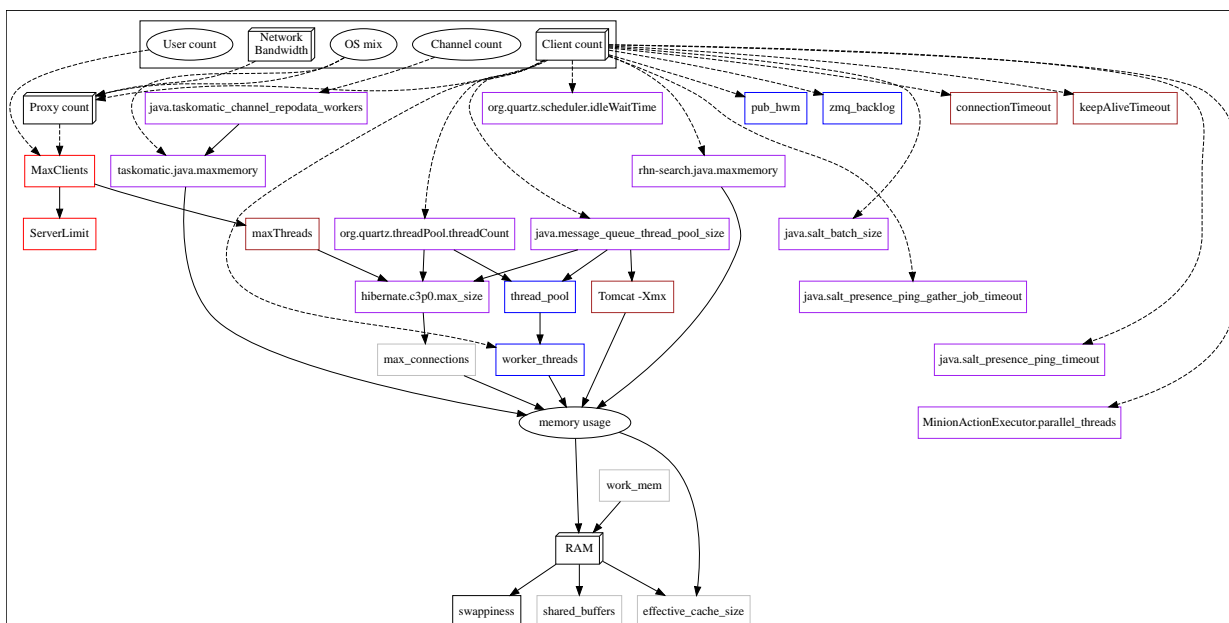 User count
Network
Bandwidth
OS mix
Channel count
Client count
Proxy count
java.taskomatic_channel_repodata_workers
org.quartz.scheduler.idleWaitTime
pub_hwm
zmq_backlog
connectionTimeout
keepAliveTimeout
MaxClients
taskomatic.java.maxmemory
rhn-search.java.maxmemory
ServerLimit
maxThreads
org.quartz.threadPool.threadCount
java.message_queue_thread_pool_size
java.salt_batch_size
hibernate.c3p0.max_size
thread_pool
Tomcat -Xmx
java.salt_presence_ping_gather_job_timeout
max_connections
worker_threads
java.salt_presence_ping_timeout
memory usage
MinionActionExecutor.parallel_threads
work_mem
RAM
swappiness
shared_buffers
effective_cache_size